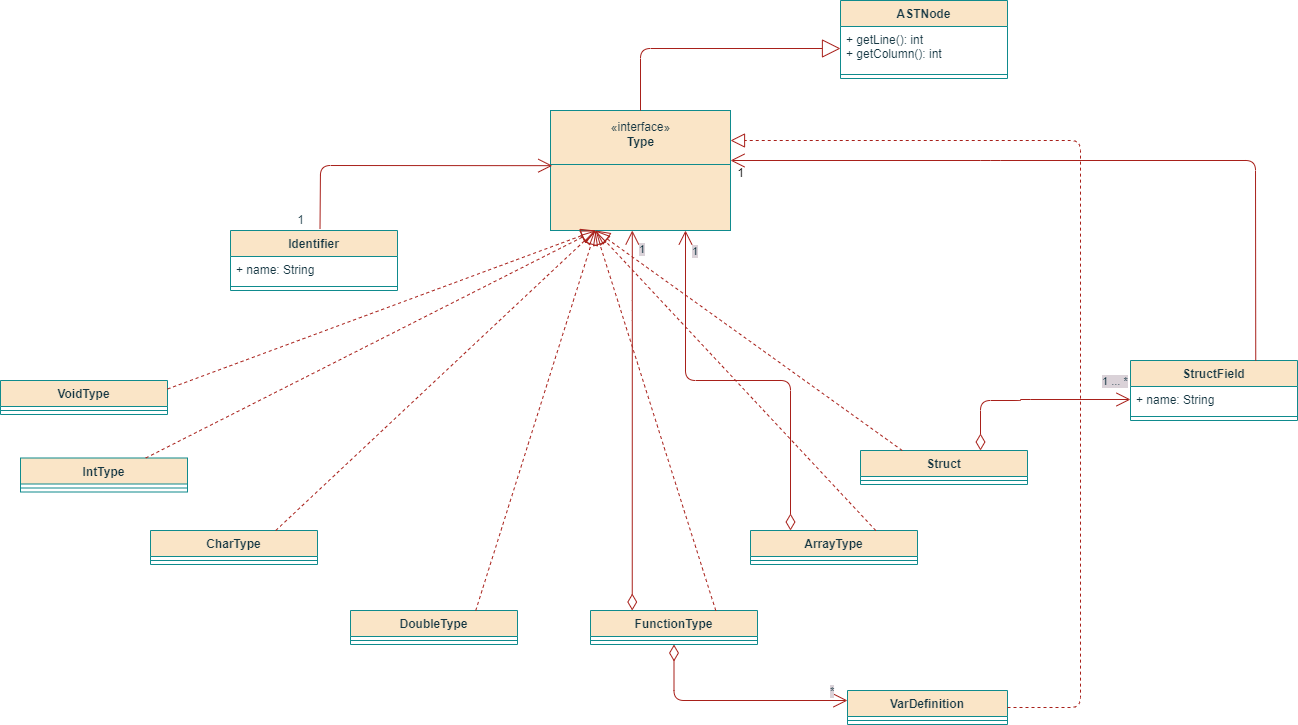 ASTNode
+ getLine(): int
+ getColumn(): int
«interface»
Type
1
1
Identifier
+ name: String
1
1
StructField
+ name: String
1 ... *
VoidType
IntType
Struct
CharType
ArrayType
DoubleType
FunctionType
*
VarDefinition